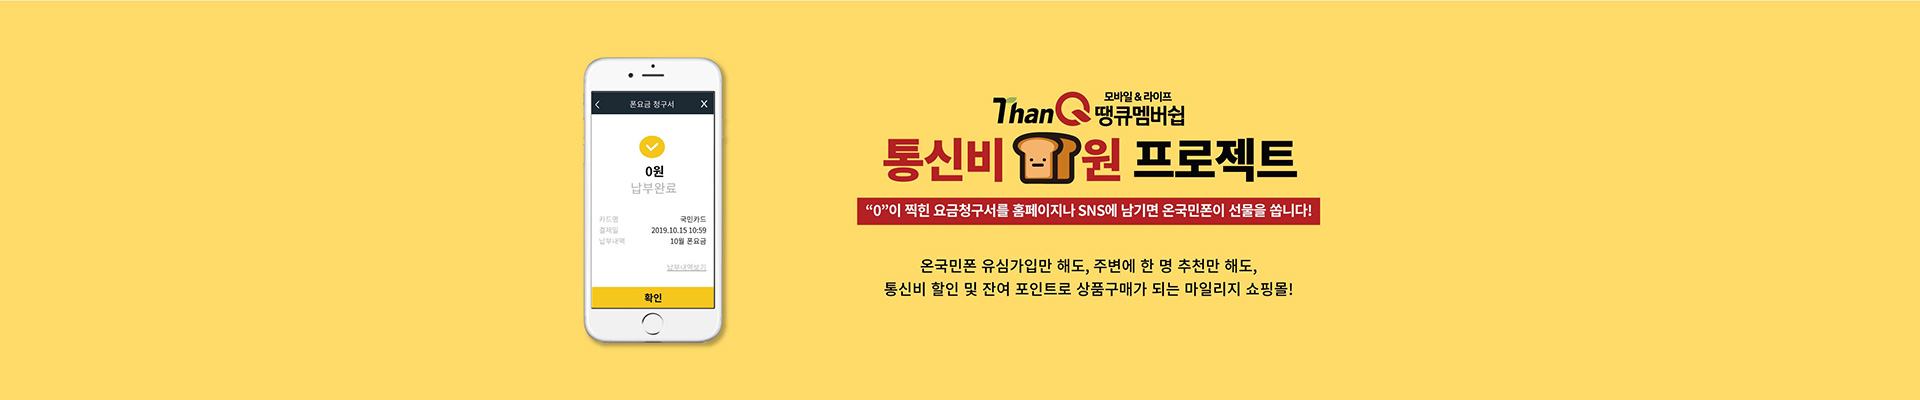 폰요금 청구서 X
0원
납부완료
카드명 국민카드
결제일 2019.10.15 10:59
납부내역 10월 폰요금
납부내역보기
확인
ThanQ 모바일 & 라이프
땡큐멤버쉽
통신비 원 프로젝트
“0”이 찍힌 요금청구서를 홈페이지나 SNS에 남기면 온국민폰이 선물을 쏩니다!
온국민폰 유심가입만 해도, 주변에 한 명 추천만 해도,
통신비 할인 및 잔여 포인트로 상품구매가 되는 마일리지 쇼핑몰!